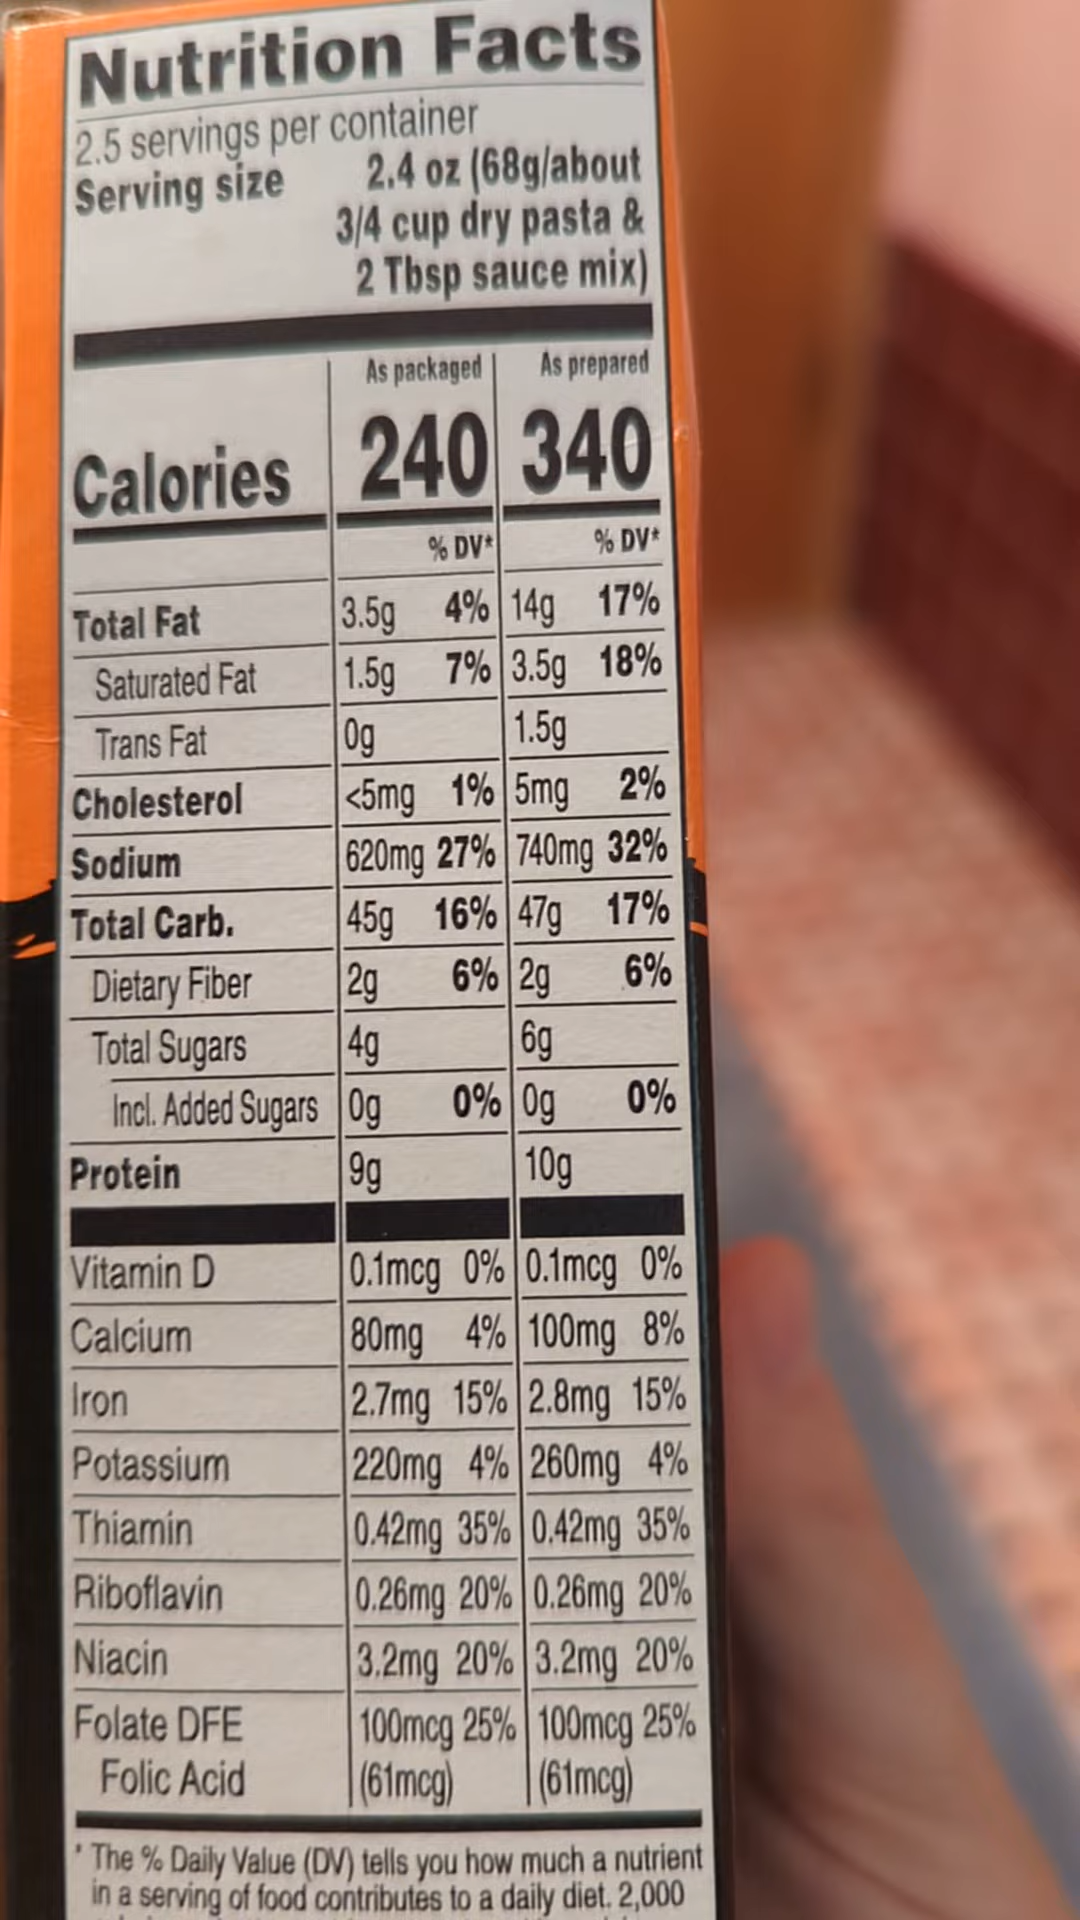 Nutrition Facts
2.5 servings per container
Serving size 2.4 oz (68g/about
3/4 cup dry pasta &
2 Tbsp sauce mix)
As packaged As prepared
Calories 240 340
% DV* % DV*
Total Fat 3.5g 4% 14g 17%
Saturated Fat 1.5g 7% 3.5g 18%
Trans Fat 0g 1.5g
Cholesterol <5mg 1% 5mg 2%
Sodium 620mg 27% 740mg 32%
Total Carb. 45g 16% 47g 17%
Dietary Fiber 2g 6% 2g 6%
Total Sugars 4g 6g
Incl. Added Sugars 0g 0% 0g 0%
Protein 9g 10g
Vitamin D 0.1mcg 0% 0.1mcg 0%
Calcium 80mg 4% 100mg 8%
Iron 2.7mg 15% 2.8mg 15%
Potassium 220mg 4% 260mg 4%
Thiamin 0.42mg 35% 0.42mg 35%
Riboflavin 0.26mg 20% 0.26mg 20%
Niacin 3.2mg 20% 3.2mg 20%
Folate DFE 100mcg 25% 100mcg 25%
Folic Acid (61mcg) (61mcg)
* The % Daily Value (DV) tells you how much a nutrient
in a serving of food contributes to a daily diet. 2,000